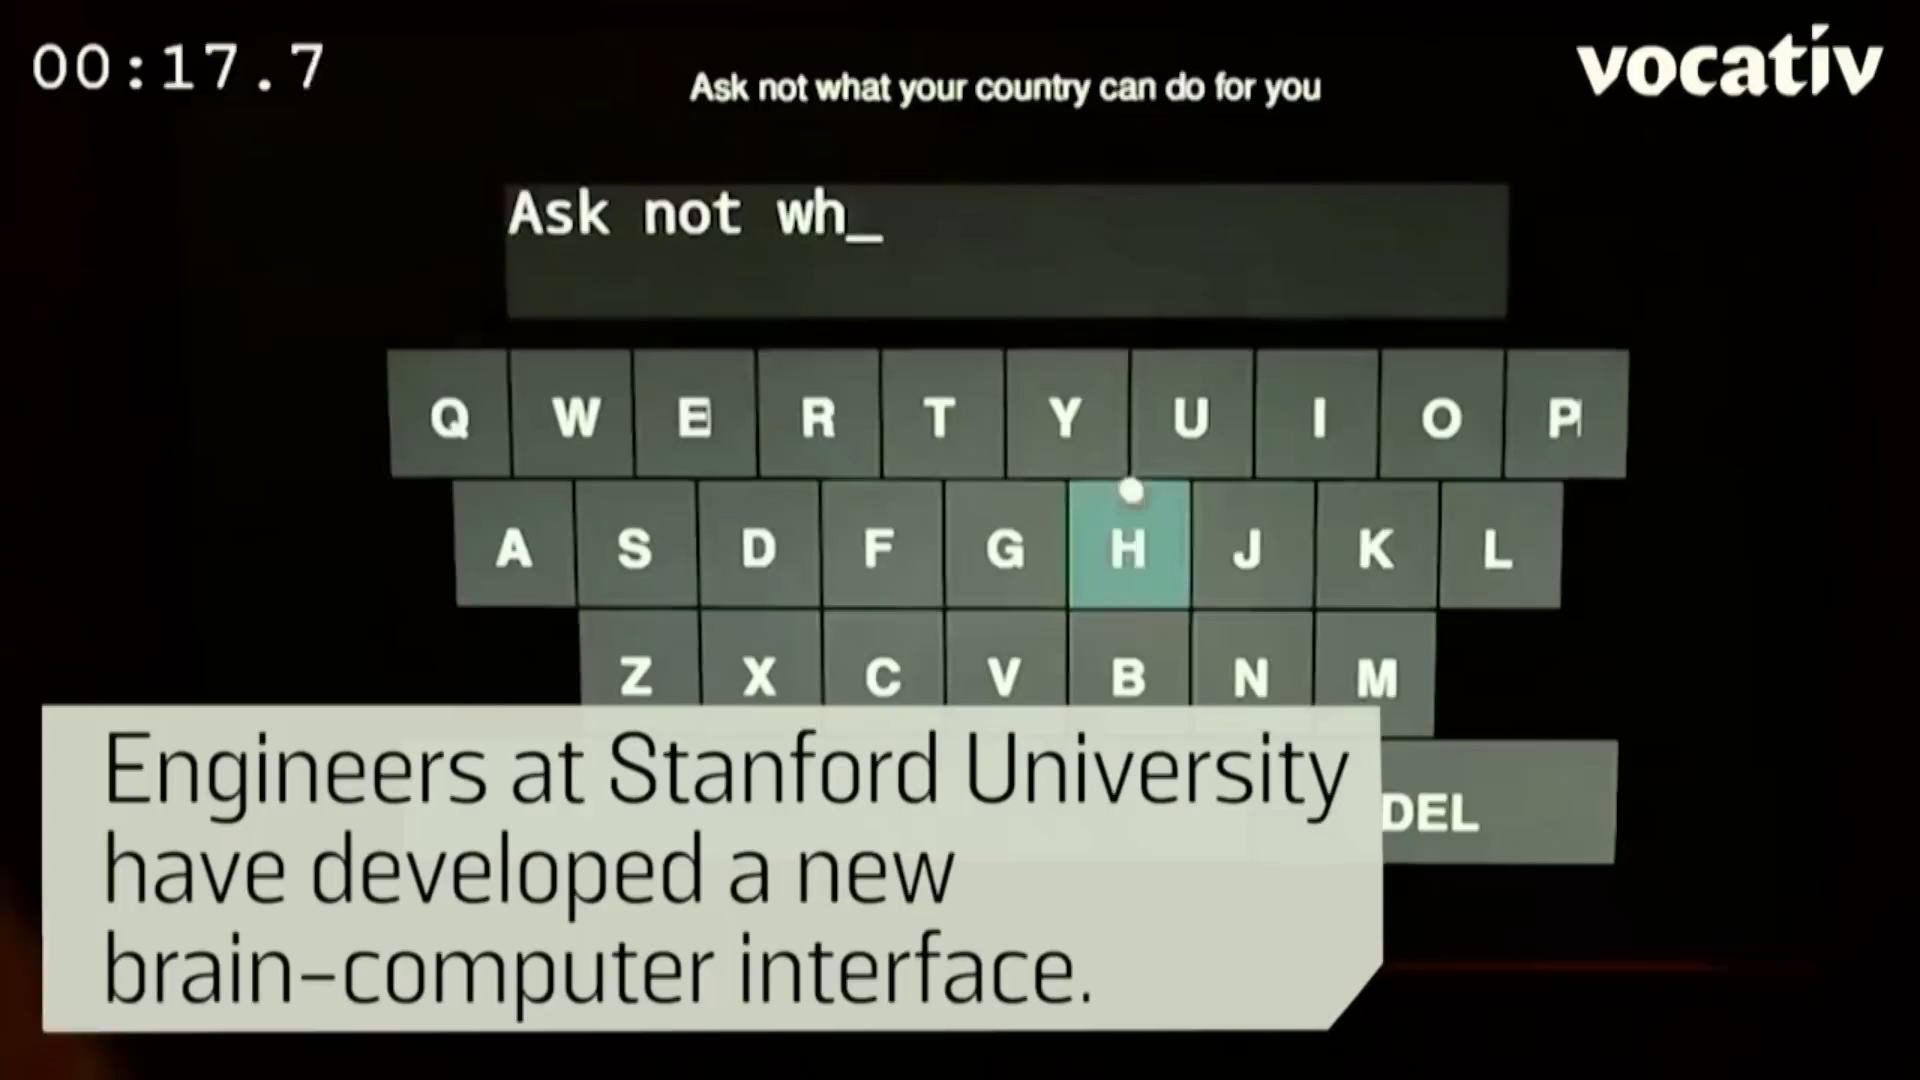 00:17.7
vocativ
Ask not what your country can do for you
Ask not wh_
Q W E R T Y U I O P
A S D F G H J K L
Z X C V B N M
DEL
Engineers at Stanford University
have developed a new
brain-computer interface.